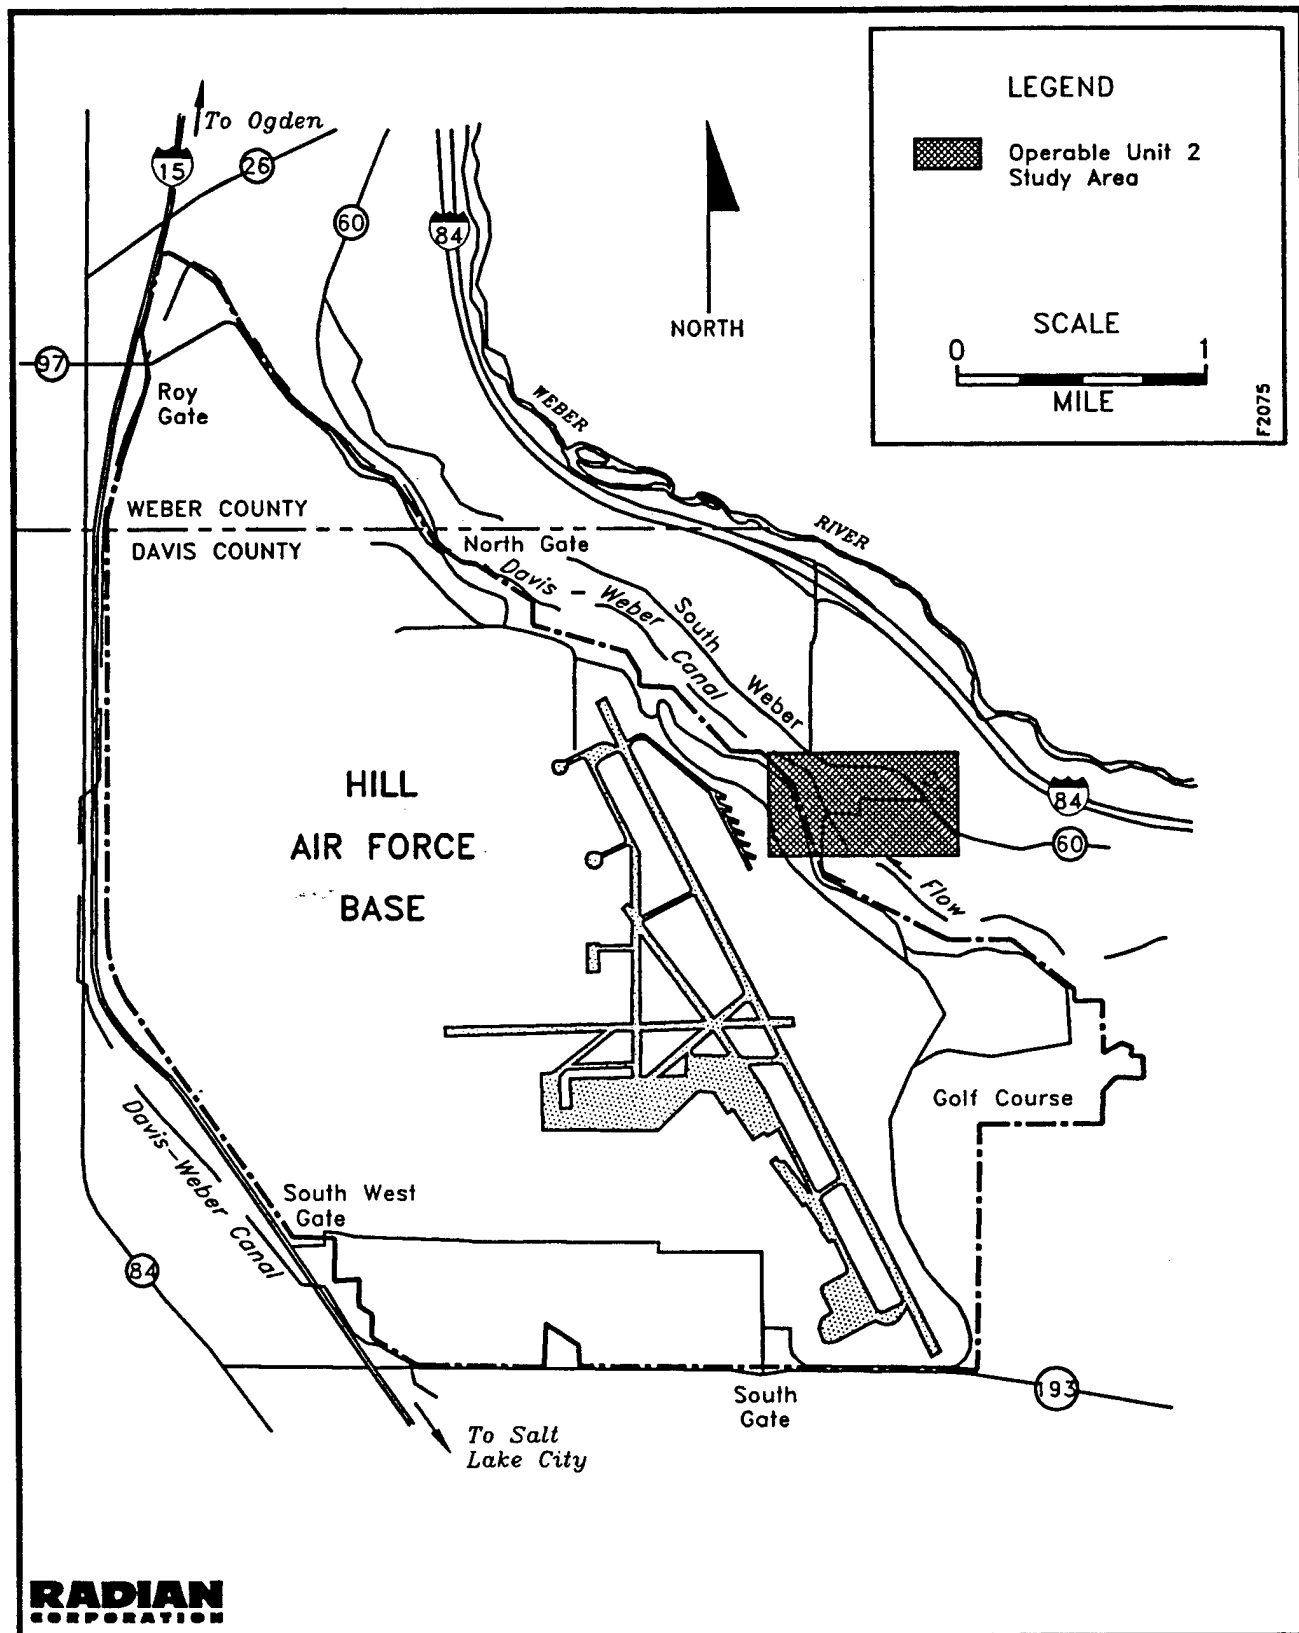 LEGEND
Operable Unit 2
Study Area
SCALE
0 1
MILE
F2075
To Ogden
15
26
60
84
NORTH
97
Roy
Gate
WEBER
RIVER
WEBER COUNTY
DAVIS COUNTY
North Gate
Davis - Weber Canal
South Weber
HILL
AIR FORCE
BASE
84
60
Flow
Golf Course
Davis-Weber Canal
South West
Gate
84
South
Gate
193
To Salt
Lake City
RADIAN
CORPORATION